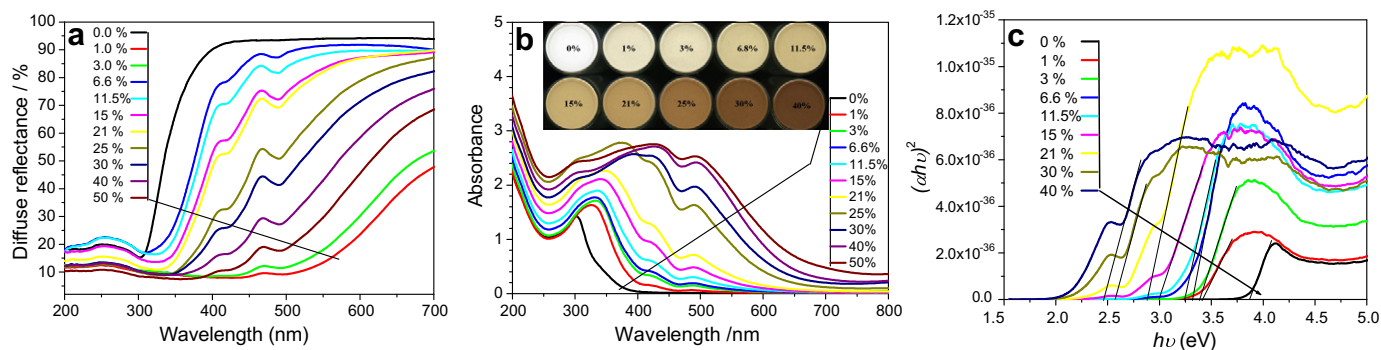 a
Diffuse reflectance / %
100
90
80
70
60
50
40
30
20
10
0.0 %
1.0 %
3.0 %
6.6 %
11.5%
15 %
21 %
25 %
30 %
40 %
50 %
200 300 400 500 600 700
Wavelength (nm)
b
Absorbance
5
4
3
2
1
0
0% 1% 3% 6.8% 11.5%
15% 21% 25% 30% 40%
0%
1%
3%
6.6%
11.5%
15%
21%
25%
30%
40%
50%
200 300 400 500 600 700 800
Wavelength /nm
c
(αhυ)²
1.2x10⁻³⁵
1.0x10⁻³⁵
8.0x10⁻³⁶
6.0x10⁻³⁶
4.0x10⁻³⁶
2.0x10⁻³⁶
0.0
0 %
1 %
3 %
6.6 %
11.5%
15 %
21 %
30 %
40 %
1.5 2.0 2.5 3.0 3.5 4.0 4.5 5.0
hυ (eV)